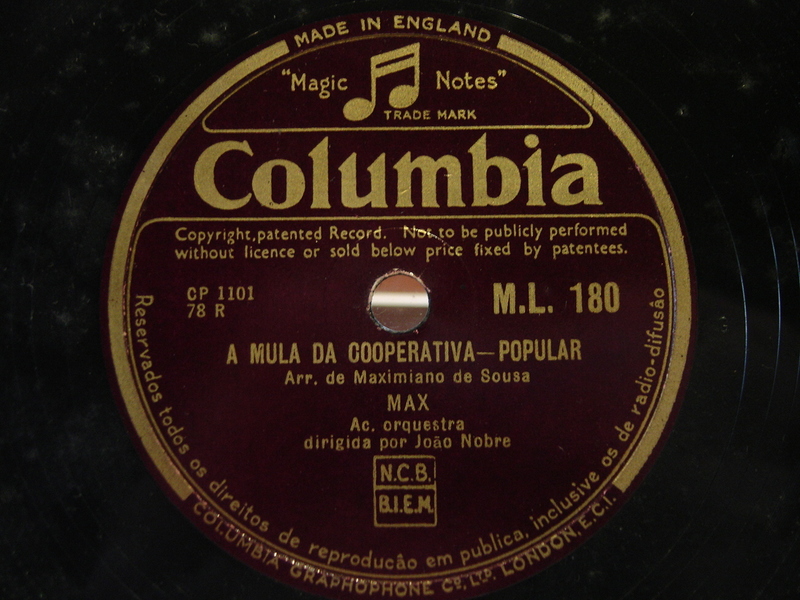 MADE IN ENGLAND
"Magic Notes"
TRADE MARK
Columbia
Copyright, patented Record. Not to be publicly performed
without licence or sold below price fixed by patentees.
CP 1101
78 R
M.L. 180
A MULA DA COOPERATIVA—POPULAR
Arr. de Maximiano de Sousa
MAX
Ac. orquestra
dirigida por João Nobre
N.C.B.
B.I.E.M.
Reservados todos os direitos de reproducâo em publica, inclusive os de radio-difusâo
COLUMBIA GRAPHOPHONE Cº, LTD. LONDON, E.C.I.